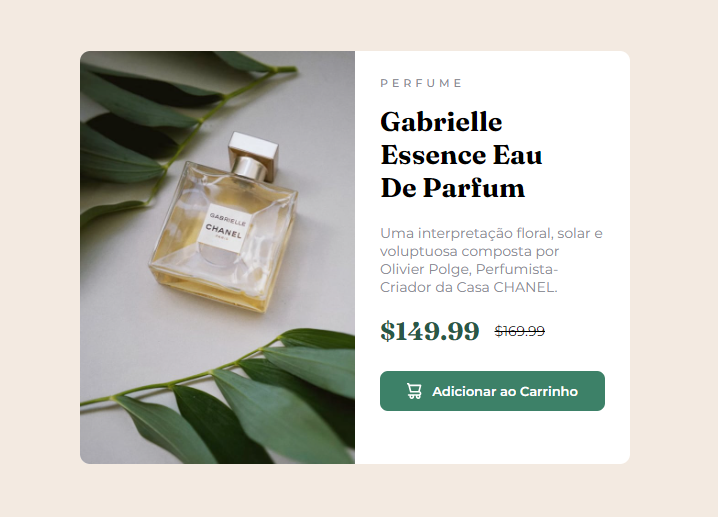 GABRIELLE
CHANEL
PARIS
PERFUME
Gabrielle
Essence Eau
De Parfum
Uma interpretação floral, solar e
voluptuosa composta por
Olivier Polge, Perfumista-
Criador da Casa CHANEL.
$149.99 $169.99
Adicionar ao Carrinho